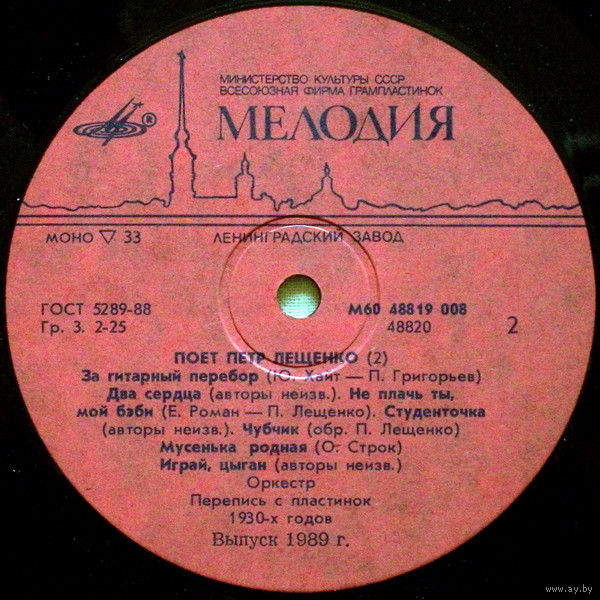 МИНИСТЕРСТВО КУЛЬТУРЫ СССР
ВСЕСОЮЗНАЯ ФИРМА ГРАМПЛАСТИНОК
®
МЕЛОДИЯ
МОНО ▽ 33
ЛЕНИНГРАДСКИЙ ЗАВОД
ГОСТ 5289-88
М60 48819 008
Гр. 3. 2-25
48820
2
ПОЕТ ПЕТР ЛЕЩЕНКО (2)
За гитарный перебор (Ю. Хайт — П. Григорьев)
Два сердца (авторы неизв.). Не плачь ты,
мой бэби (Е. Роман — П. Лещенко). Студенточка
(авторы неизв.). Чубчик (обр. П. Лещенко)
Мусенька родная (О. Строк)
Играй, цыган (авторы неизв.)
Оркестр
Перепись с пластинок
1930-х годов
Выпуск 1989 г.
www.ay.by